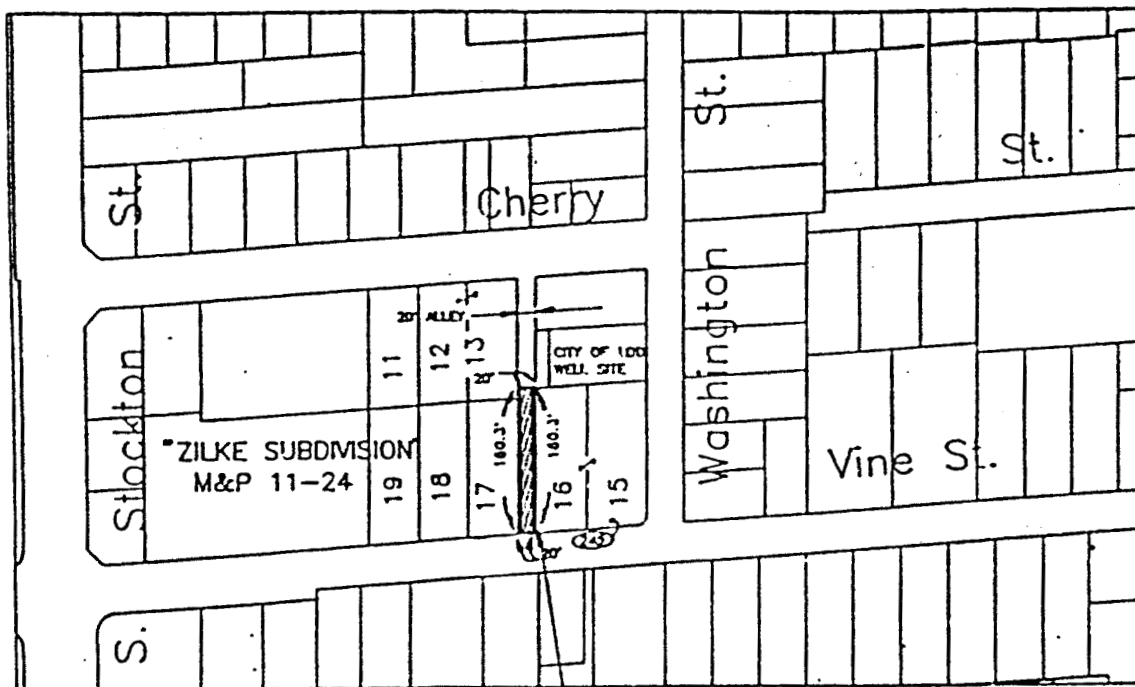 St.
St.
St.
Cherry
20' ALLEY
11
12
13
CITY OF LODI
WELL SITE
20'
Stockton
Washington
"ZILKE SUBDIVISION"
M&P 11-24
19
18
17
160.3'
160.3'
16
15
Vine St.
20'
243
S.